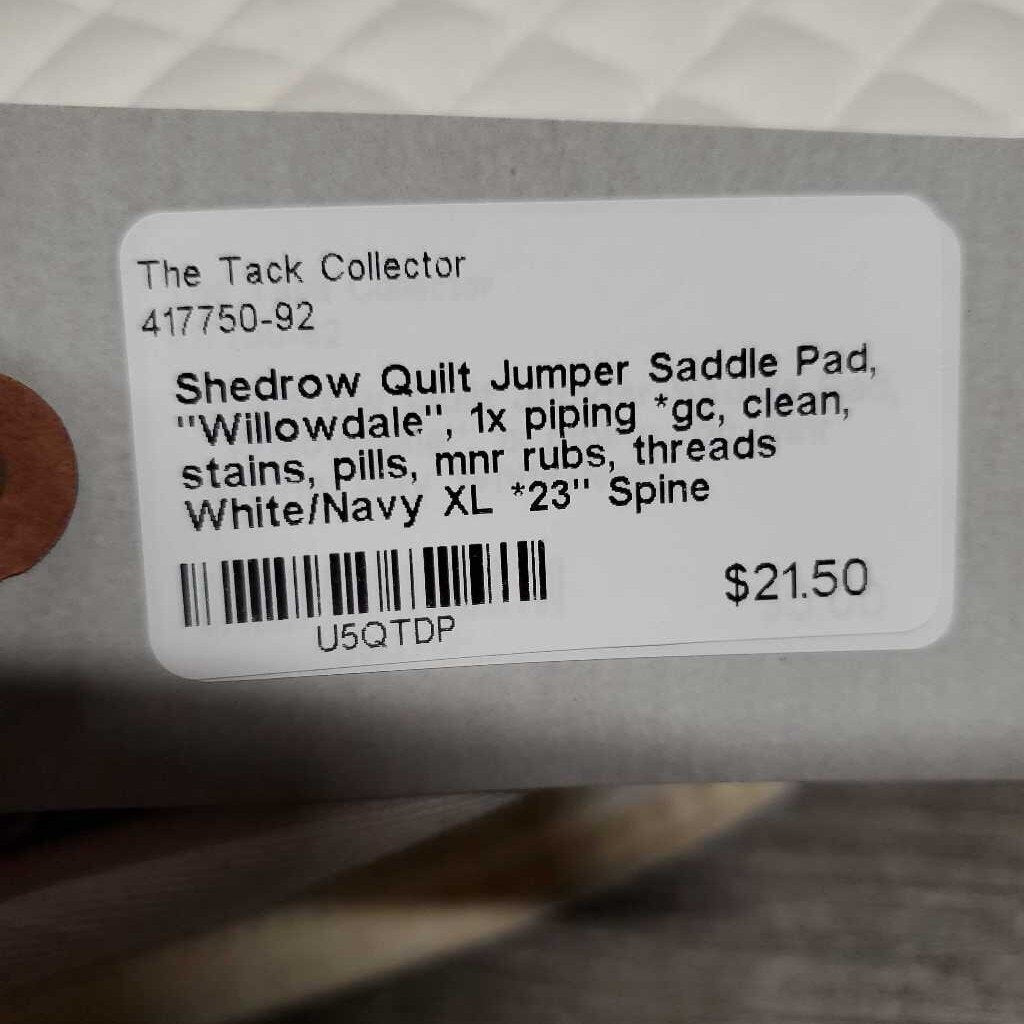 The Tack Collector
417750-92
Shedrow Quilt Jumper Saddle Pad,
"Willowdale", 1x piping *gc, clean,
stains, pills, mnr rubs, threads
White/Navy XL *23" Spine
$21.50
U5QTDP